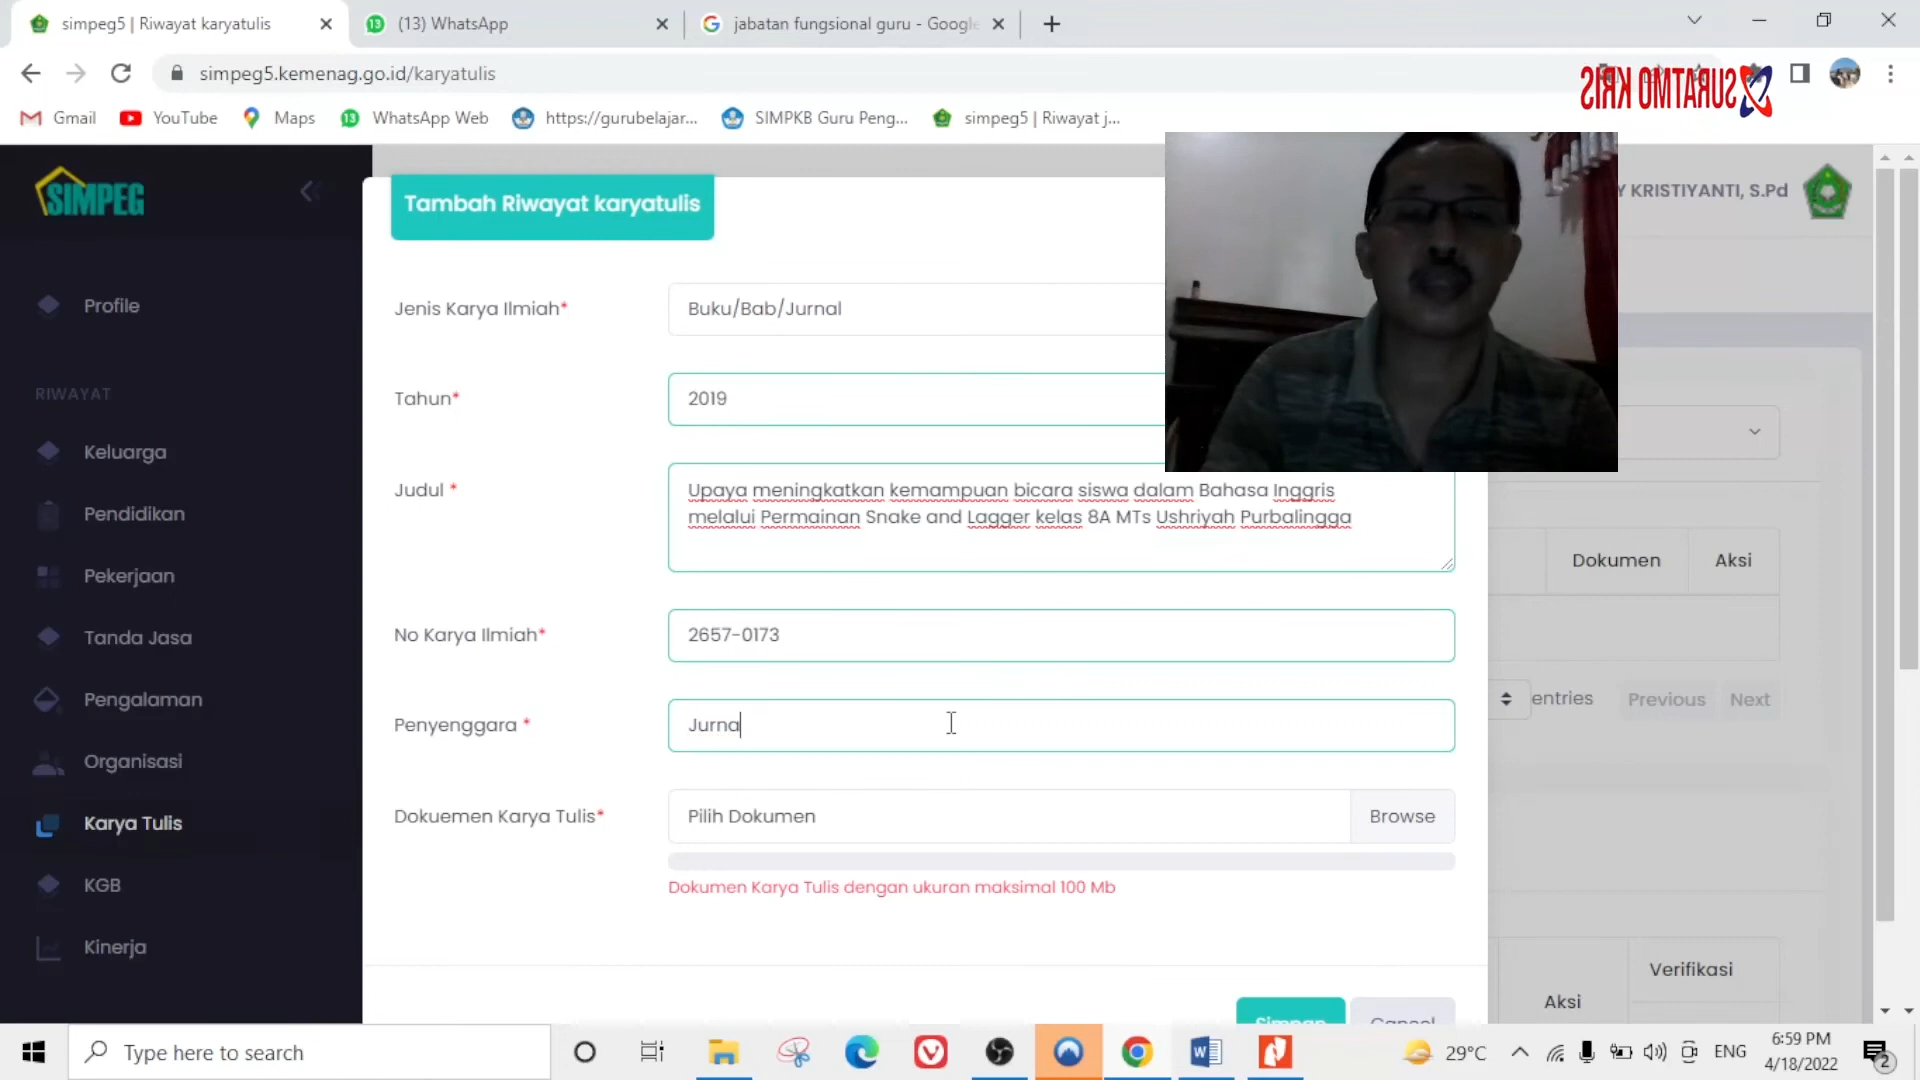 simpeg5 | Riwayat karyatulis
(13) WhatsApp
jabatan fungsional guru - Google
simpeg5.kemenag.go.id/karyatulis
SURATMO KRIS
Gmail
YouTube
Maps
WhatsApp Web
https://gurubelajar...
SIMPKB Guru Peng...
simpeg5 | Riwayat j...
SIMPEG
Tambah Riwayat karyatulis
Y KRISTIYANTI, S.Pd
Profile
Jenis Karya Ilmiah*
Buku/Bab/Jurnal
RIWAYAT
Tahun*
2019
Keluarga
Judul *
Upaya meningkatkan kemampuan bicara siswa dalam Bahasa Inggris
melalui Permainan Snake and Lagger kelas 8A MTs Ushriyah Purbalingga
Pendidikan
Dokumen
Aksi
Pekerjaan
Tanda Jasa
No Karya Ilmiah*
2657-0173
Pengalaman
entries
Previous
Next
Penyenggara *
Jurna
Organisasi
Karya Tulis
Dokuemen Karya Tulis*
Pilih Dokumen
Browse
KGB
Dokumen Karya Tulis dengan ukuran maksimal 100 Mb
Kinerja
Verifikasi
Aksi
Simpan
Cancel
Type here to search
29°C
ENG
6:59 PM
4/18/2022
2